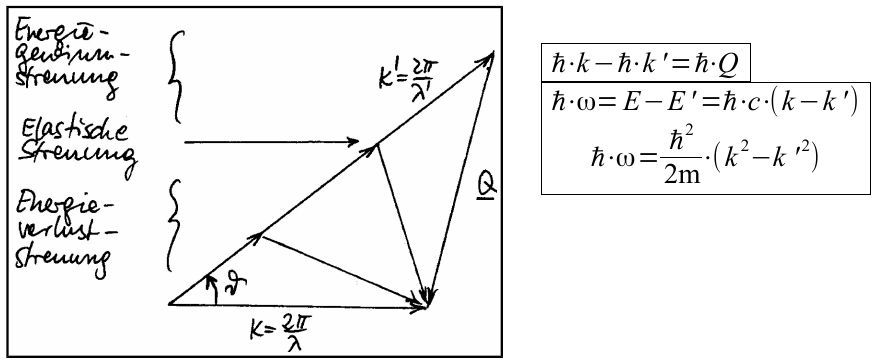 Energie-
gewinn-
streuung
K'=2π/λ'
Elastische
Streuung
Q
Energie-
verlust-
streuung
ϑ
K=2π/λ
ħ·k−ħ·k'=ħ·Q
ħ·ω=E−E'=ħ·c·(k−k')
ħ·ω=ħ²/2m·(k²−k'²)